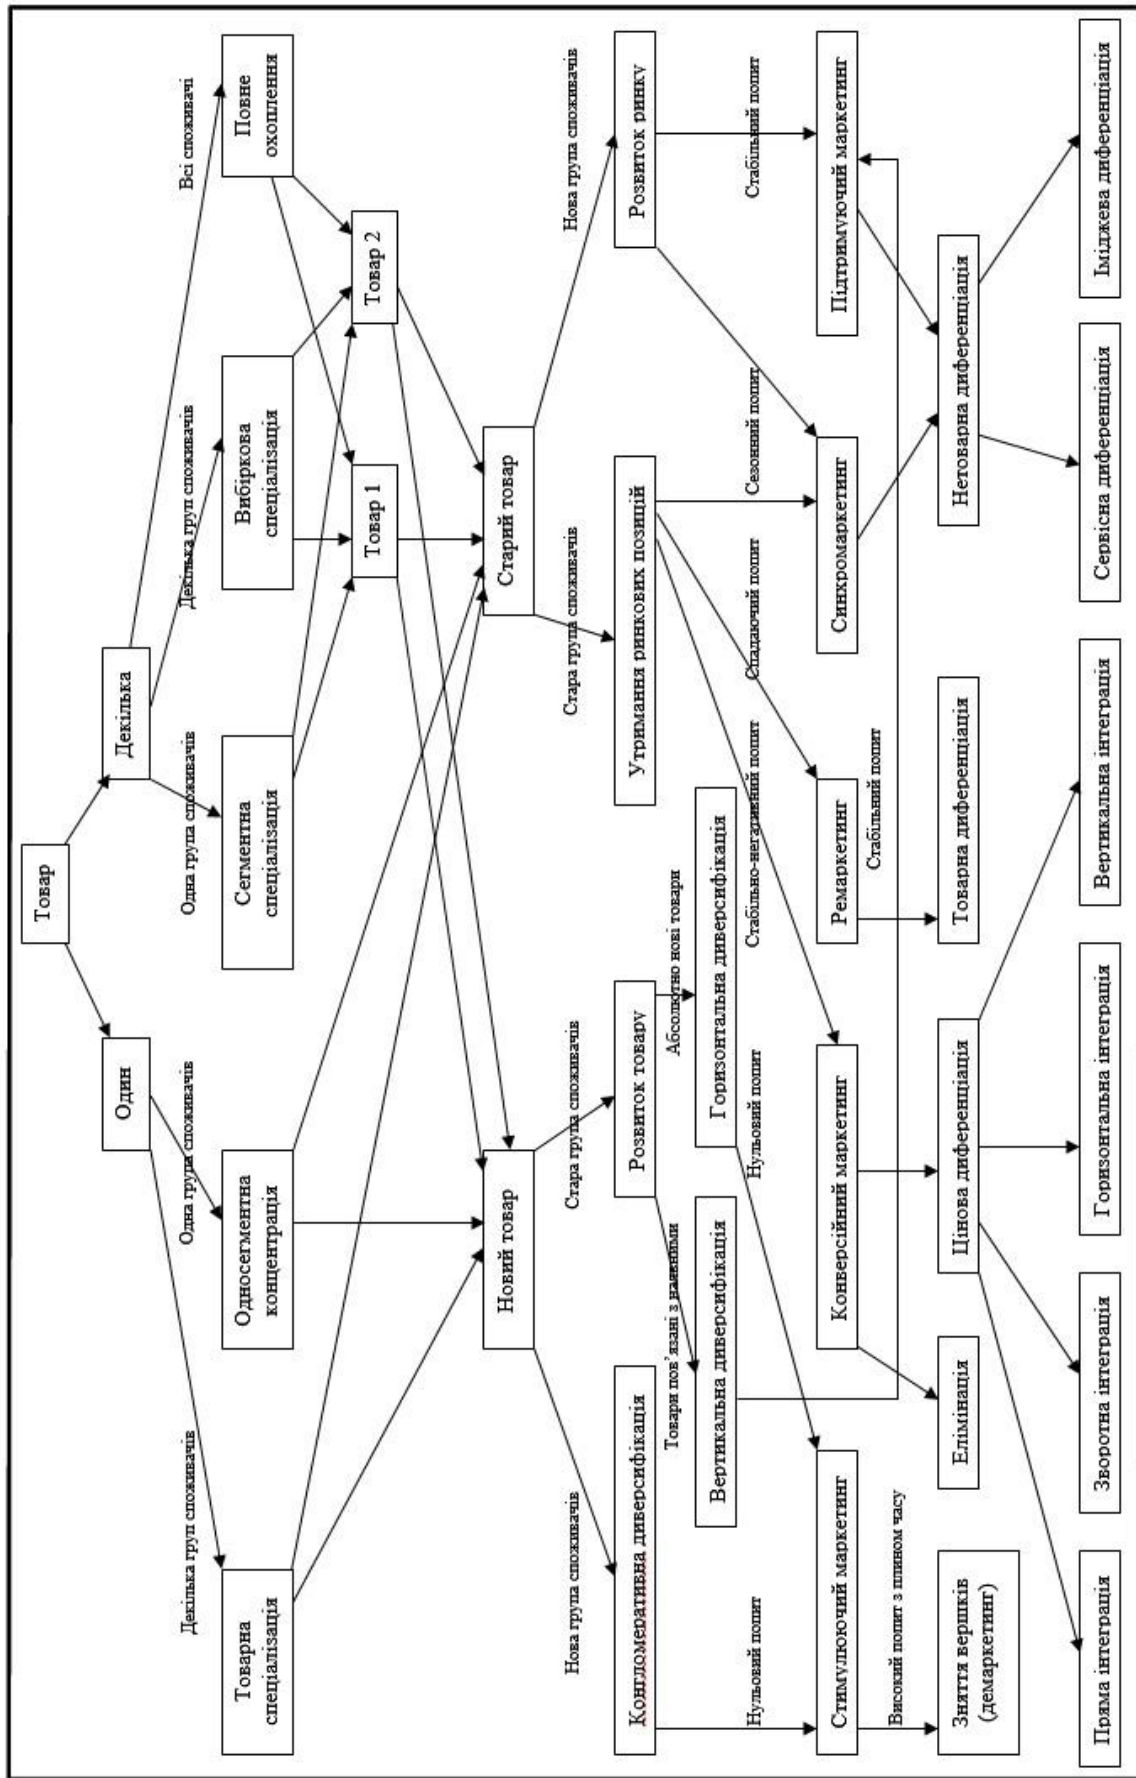 Товар
Один
Декілька
Декілька груп споживачів
Одна група споживачів
Одна група споживачів
Декілька груп споживачів
Всі споживачі
Товарна
спеціалізація
Односегментна
концентрація
Сегментна
спеціалізація
Вибіркова
спеціалізація
Повне
охоплення
Товар 1
Товар 2
Новий товар
Старий товар
Нова група споживачів
Стара група споживачів
Стара група споживачів
Нова група споживачів
Конгломеративна диверсифікація
Розвиток товару
Утримання ринкових позицій
Розвиток ринку
Товари пов’язані з наявними
Абсолютно нові товари
Вертикальна диверсифікація
Горизонтальна диверсифікація
Нульовий попит
Нульовий попит
Стабільно-негативний попит
Спадаючий попит
Сезонний попит
Стабільний попит
Стимулюючий маркетинг
Конверсійний маркетинг
Ремаркетинг
Синхромаркетинг
Підтримуючий маркетинг
Високий попит з плином часу
Стабільний попит
Зняття вершків
(демаркетинг)
Елімінація
Цінова диференціація
Товарна диференціація
Нетоварна диференціація
Пряма інтеграція
Зворотна інтеграція
Горизонтальна інтеграція
Вертикальна інтеграція
Сервісна диференціація
Іміджева диференціація